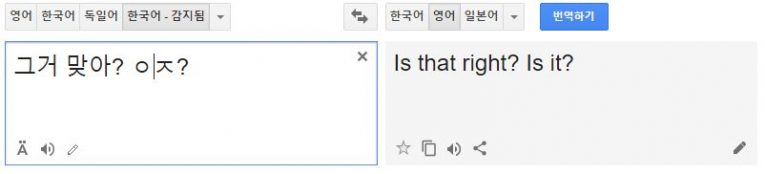 영어 한국어 독일어 한국어 - 감지됨 한국어 영어 일본어 번역하기
그거 맞아? ㅇㅈ?
Is that right? Is it?
Ä